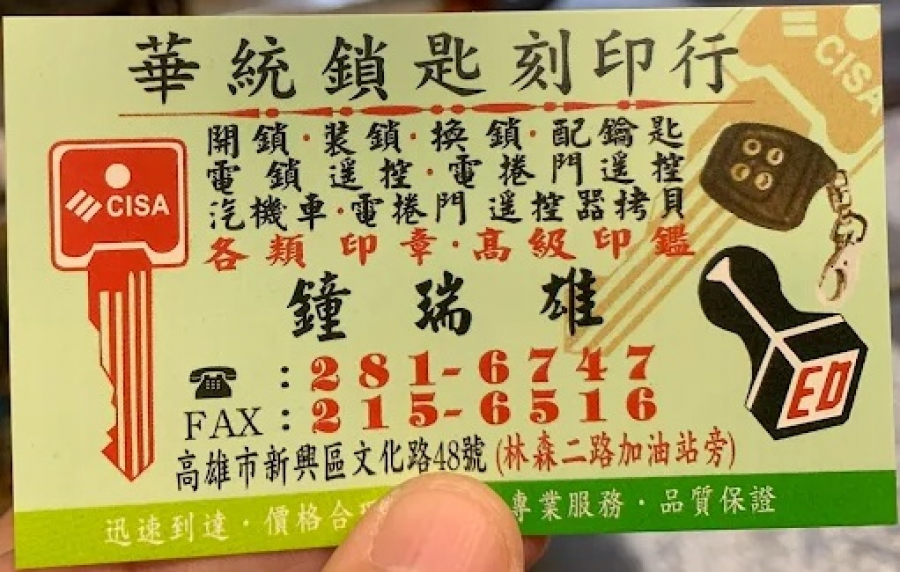 華統鎖匙刻印行
開鎖·裝鎖·換鎖·配鑰匙
電鎖遥控·電捲門遥控
汽機車·電捲門遥控器拷貝
各類印章·高級印鑑
鐘瑞雄
☎:281-6747
FAX:215-6516
高雄市新興區文化路48號(林森二路加油站旁)
迅速到達·價格合 專業服務·品質保證
CISA
CISA